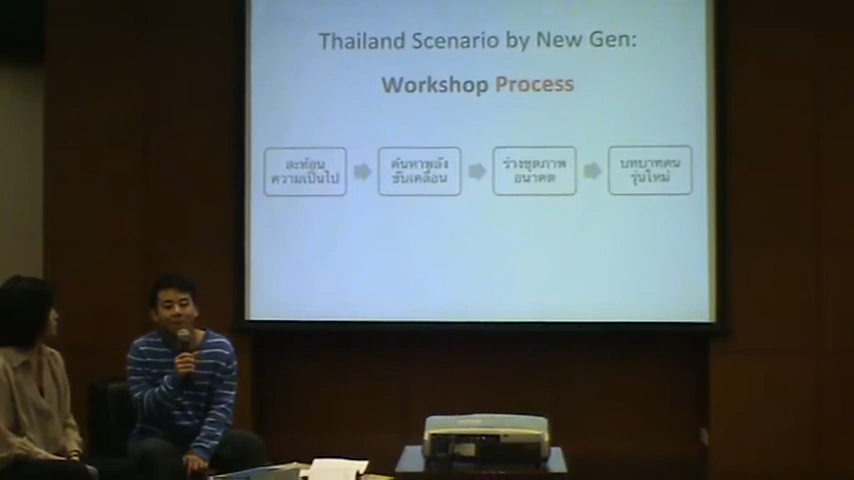 Thailand Scenario by New Gen:
Workshop Process
สะท้อน
ความเป็นไป
ค้นหาพลัง
ขับเคลื่อน
ร่างชุดภาพ
อนาคต
บทบาทคน
รุ่นใหม่